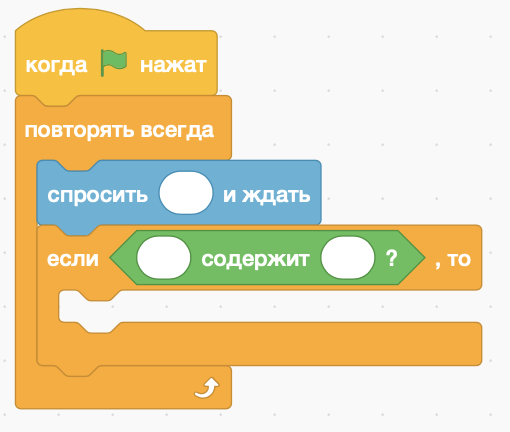 когда нажат
повторять всегда
спросить и ждать
если содержит ? , то